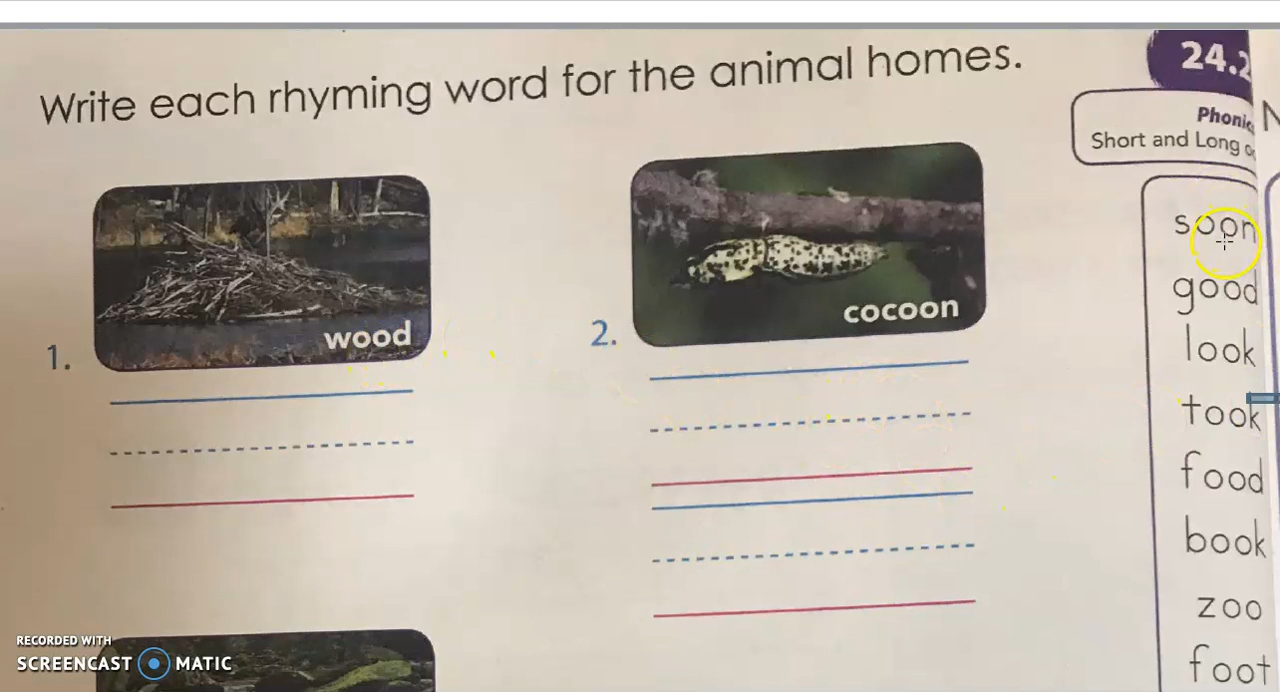 Write each rhyming word for the animal homes.
24.2
Phonic
Short and Long
wood
1.
cocoon
2.
soon
good
look
took
food
book
zoo
foot
RECORDED WITH
SCREENCAST MATIC